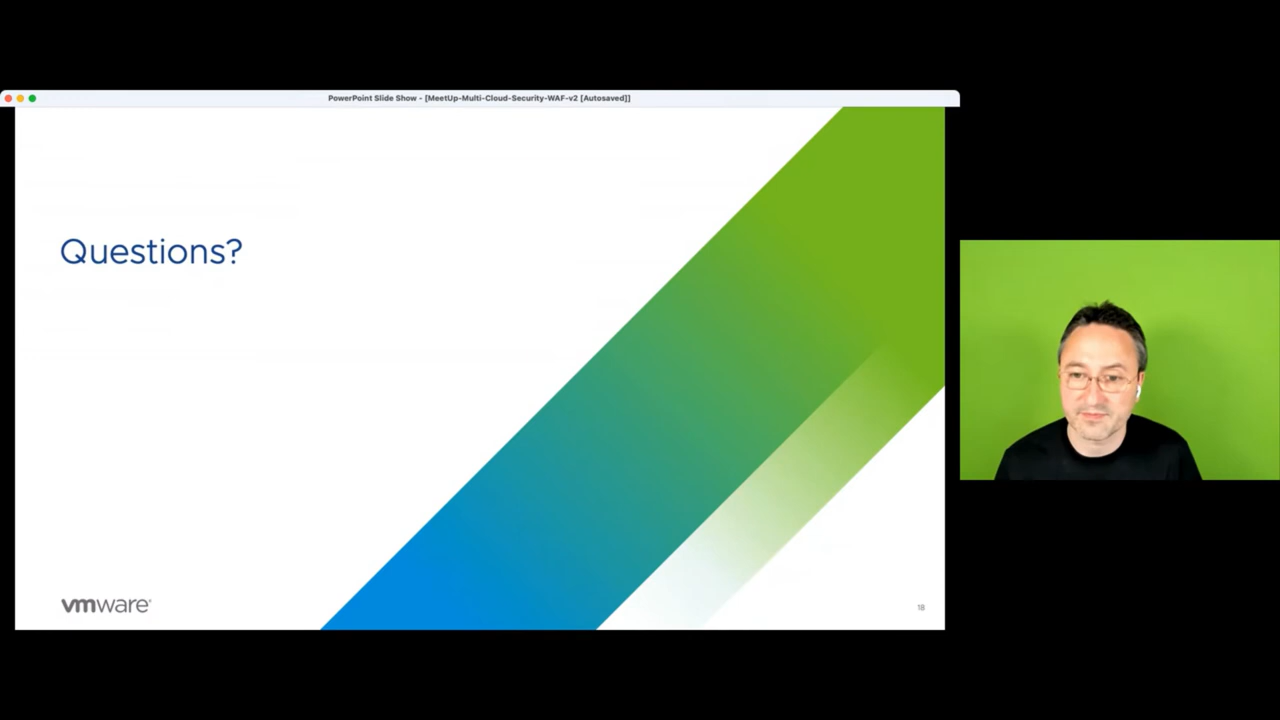 PowerPoint Slide Show - [MeetUp-Multi-Cloud-Security-WAF-v2 [Autosaved]]
Questions?
vmware®
18